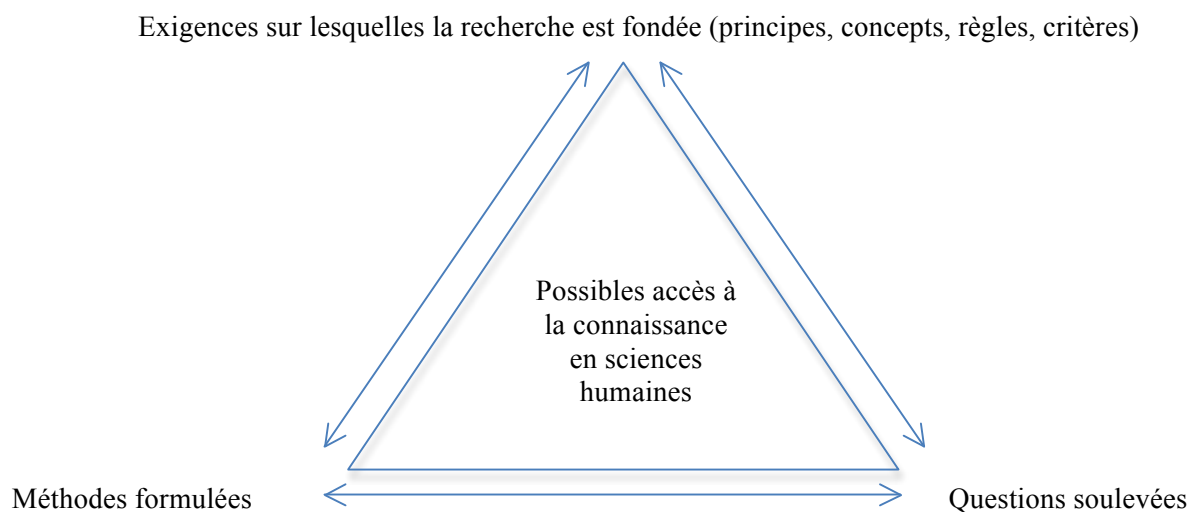 Exigences sur lesquelles la recherche est fondée (principes, concepts, règles, critères)
Possibles accès à
la connaissance
en sciences
humaines
Méthodes formulées
Questions soulevées